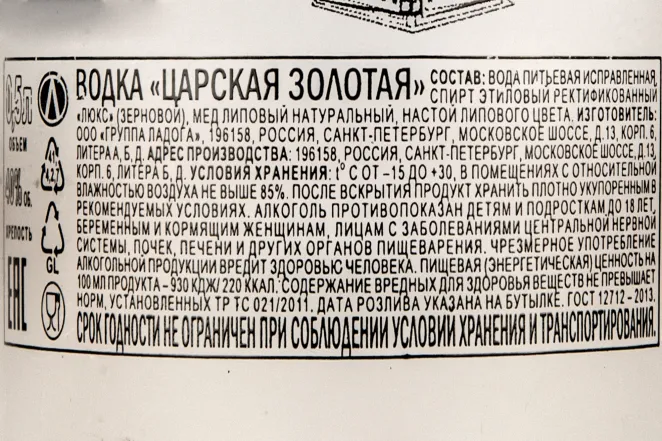 ВОДКА «ЦАРСКАЯ ЗОЛОТАЯ» СОСТАВ: ВОДА ПИТЬЕВАЯ ИСПРАВЛЕННАЯ,
СПИРТ ЭТИЛОВЫЙ РЕКТИФИКОВАННЫЙ
«ЛЮКС» (ЗЕРНОВОЙ), МЕД ЛИПОВЫЙ НАТУРАЛЬНЫЙ, НАСТОЙ ЛИПОВОГО ЦВЕТА. ИЗГОТОВИТЕЛЬ:
ООО «ГРУППА ЛАДОГА», 196158, РОССИЯ, САНКТ-ПЕТЕРБУРГ, МОСКОВСКОЕ ШОССЕ, Д.13, КОРП. 6,
ЛИТЕРА А, Б, Д. АДРЕС ПРОИЗВОДСТВА: 196158, РОССИЯ, САНКТ-ПЕТЕРБУРГ, МОСКОВСКОЕ ШОССЕ, Д.13,
КОРП. 6, ЛИТЕРА Б, Д. УСЛОВИЯ ХРАНЕНИЯ: t° С ОТ –15 ДО +30, В ПОМЕЩЕНИЯХ С ОТНОСИТЕЛЬНОЙ
ВЛАЖНОСТЬЮ ВОЗДУХА НЕ ВЫШЕ 85%. ПОСЛЕ ВСКРЫТИЯ ПРОДУКТ ХРАНИТЬ ПЛОТНО УКУПОРЕННЫМ В
РЕКОМЕНДУЕМЫХ УСЛОВИЯХ. АЛКОГОЛЬ ПРОТИВОПОКАЗАН ДЕТЯМ И ПОДРОСТКАМ ДО 18 ЛЕТ,
БЕРЕМЕННЫМ И КОРМЯЩИМ ЖЕНЩИНАМ, ЛИЦАМ С ЗАБОЛЕВАНИЯМИ ЦЕНТРАЛЬНОЙ НЕРВНОЙ
СИСТЕМЫ, ПОЧЕК, ПЕЧЕНИ И ДРУГИХ ОРГАНОВ ПИЩЕВАРЕНИЯ. ЧРЕЗМЕРНОЕ УПОТРЕБЛЕНИЕ
АЛКОГОЛЬНОЙ ПРОДУКЦИИ ВРЕДИТ ЗДОРОВЬЮ ЧЕЛОВЕКА. ПИЩЕВАЯ (ЭНЕРГЕТИЧЕСКАЯ) ЦЕННОСТЬ НА
100 МЛ ПРОДУКТА – 930 КДЖ/ 220 ККАЛ. СОДЕРЖАНИЕ ВРЕДНЫХ ДЛЯ ЗДОРОВЬЯ ВЕЩЕСТВ НЕ ПРЕВЫШАЕТ
НОРМ, УСТАНОВЛЕННЫХ ТР ТС 021/2011. ДАТА РОЗЛИВА УКАЗАНА НА БУТЫЛКЕ. ГОСТ 12712 – 2013.
СРОК ГОДНОСТИ НЕ ОГРАНИЧЕН ПРИ СОБЛЮДЕНИИ УСЛОВИЙ ХРАНЕНИЯ И ТРАНСПОРТИРОВАНИЯ.
0,5л
ОБЪЕМ
40% ОБ.
КРЕПОСТЬ
GL